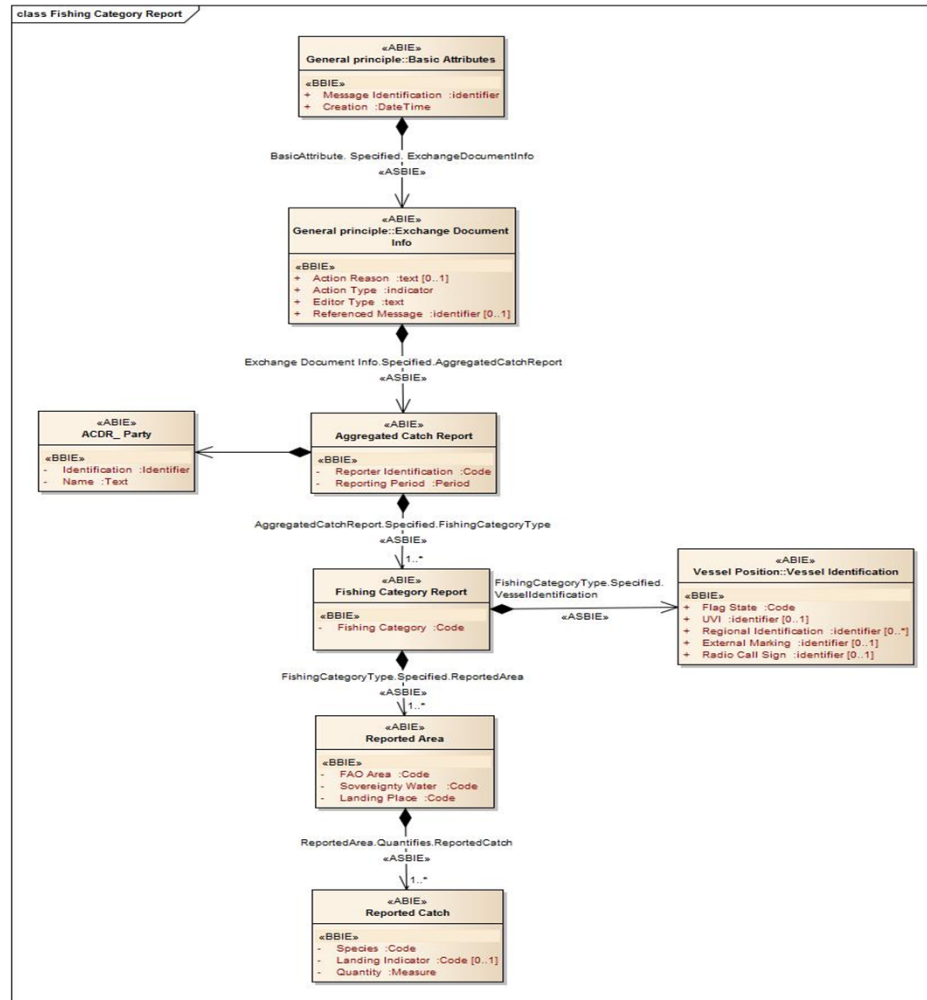 class Fishing Category Report
«ABIE»
General principle::Basic Attributes
«BBIE»
+ Message Identification :identifier
+ Creation :DateTime
BasicAttribute. Specified. ExchangeDocumentInfo
«ASBIE»
«ABIE»
General principle::Exchange Document
Info
«BBIE»
+ Action Reason :text [0..1]
+ Action Type :indicator
+ Editor Type :text
+ Referenced Message :identifier [0..1]
Exchange Document Info.Specified.AggregatedCatchReport
«ASBIE»
«ABIE»
ACDR_ Party
«BBIE»
- Identification :Identifier
- Name :Text
«ABIE»
Aggregated Catch Report
«BBIE»
- Reporter Identification :Code
- Reporting Period :Period
AggregatedCatchReport.Specified.FishingCategoryType
«ASBIE»
1..*
«ABIE»
Fishing Category Report
«BBIE»
- Fishing Category :Code
FishingCategoryType.Specified.
VesselIdentification
«ASBIE»
«ABIE»
Vessel Position::Vessel Identification
«BBIE»
+ Flag State :Code
+ UVI :identifier [0..1]
+ Regional Identification :identifier [0..*]
+ External Marking :identifier [0..1]
+ Radio Call Sign :identifier [0..1]
FishingCategoryType.Specified.ReportedArea
«ASBIE»
1..*
«ABIE»
Reported Area
«BBIE»
- FAO Area :Code
- Sovereignty Water :Code
- Landing Place :Code
ReportedArea.Quantifies.ReportedCatch
«ASBIE»
1..*
«ABIE»
Reported Catch
«BBIE»
- Species :Code
- Landing Indicator :Code [0..1]
- Quantity :Measure